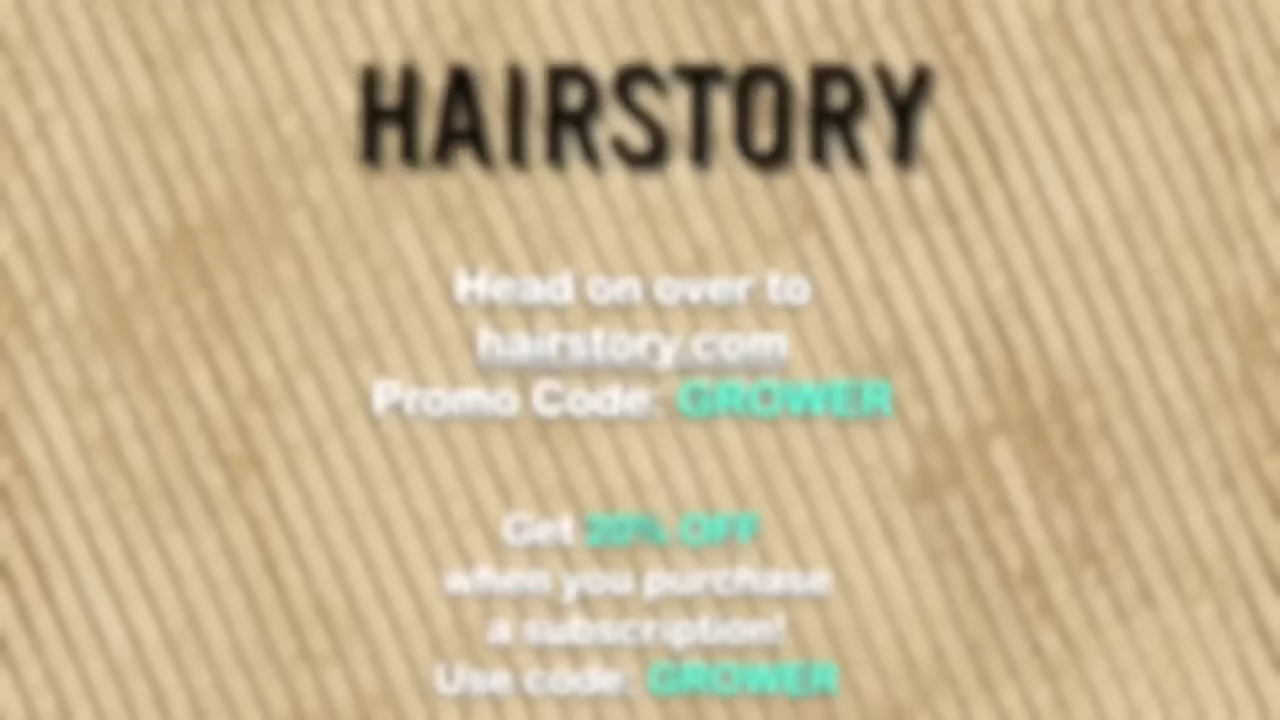 HAIRSTORY
Head on over to
hairstory.com
Promo Code: GROWER
Get 20% OFF
when you purchase
a subscription!
Use code: GROWER